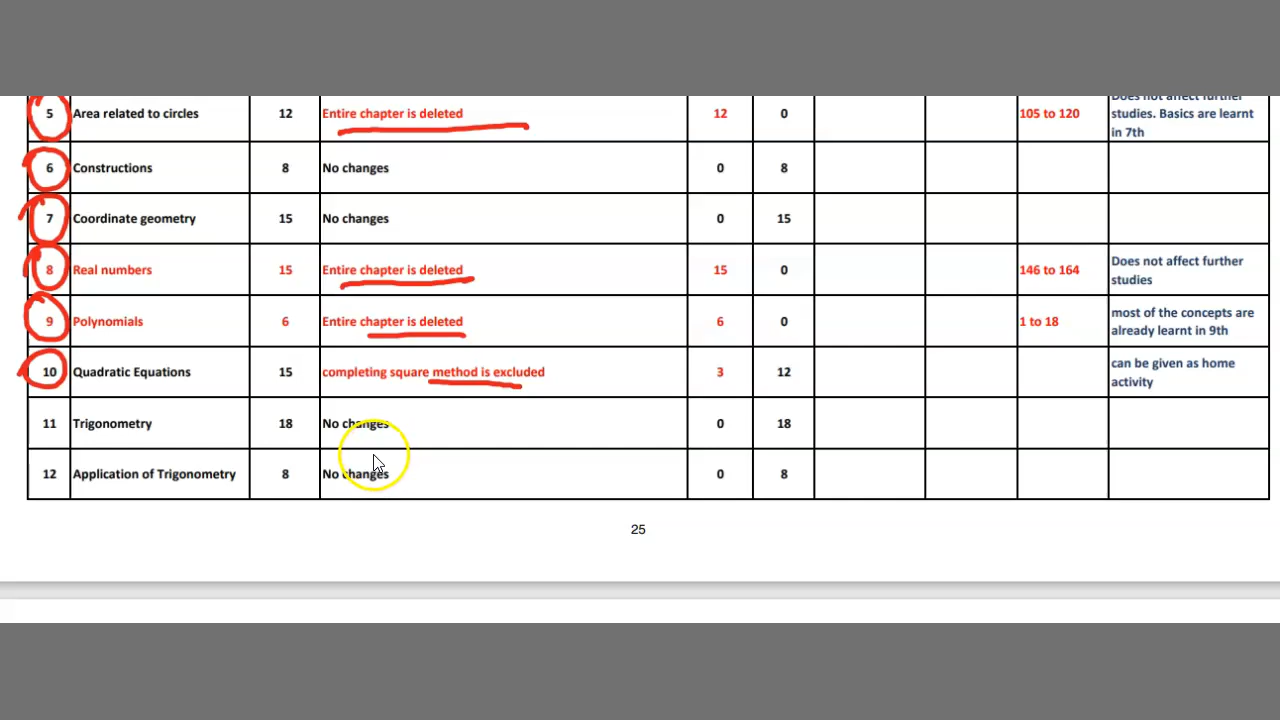 Does not affect further
5 Area related to circles 12 Entire chapter is deleted 12 0 105 to 120 studies. Basics are learnt
in 7th
6 Constructions 8 No changes 0 8
7 Coordinate geometry 15 No changes 0 15
8 Real numbers 15 Entire chapter is deleted 15 0 146 to 164 Does not affect further
studies
9 Polynomials 6 Entire chapter is deleted 6 0 1 to 18 most of the concepts are
already learnt in 9th
10 Quadratic Equations 15 completing square method is excluded 3 12 can be given as home
activity
11 Trigonometry 18 No changes 0 18
12 Application of Trigonometry 8 No changes 0 8
25